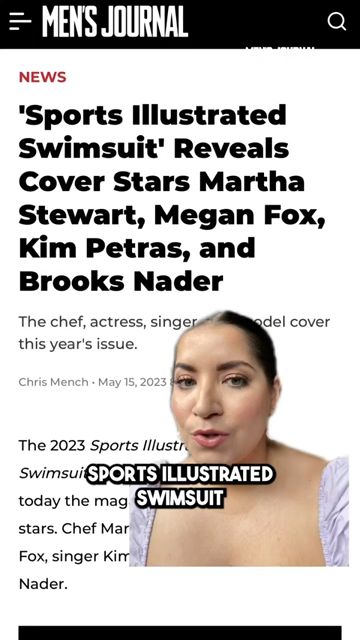 MEN'S JOURNAL
NEWS
'Sports Illustrated
Swimsuit' Reveals
Cover Stars Martha
Stewart, Megan Fox,
Kim Petras, and
Brooks Nader
The chef, actress, singer
model cover
this year's issue.
Chris Mench • May 15, 2023
The 2023 Sports Illustr
Swimsui
SPORTS ILLUSTRATED
SWIMSUIT
today the mag
stars. Chef Mar
Fox, singer Kim
Nader.